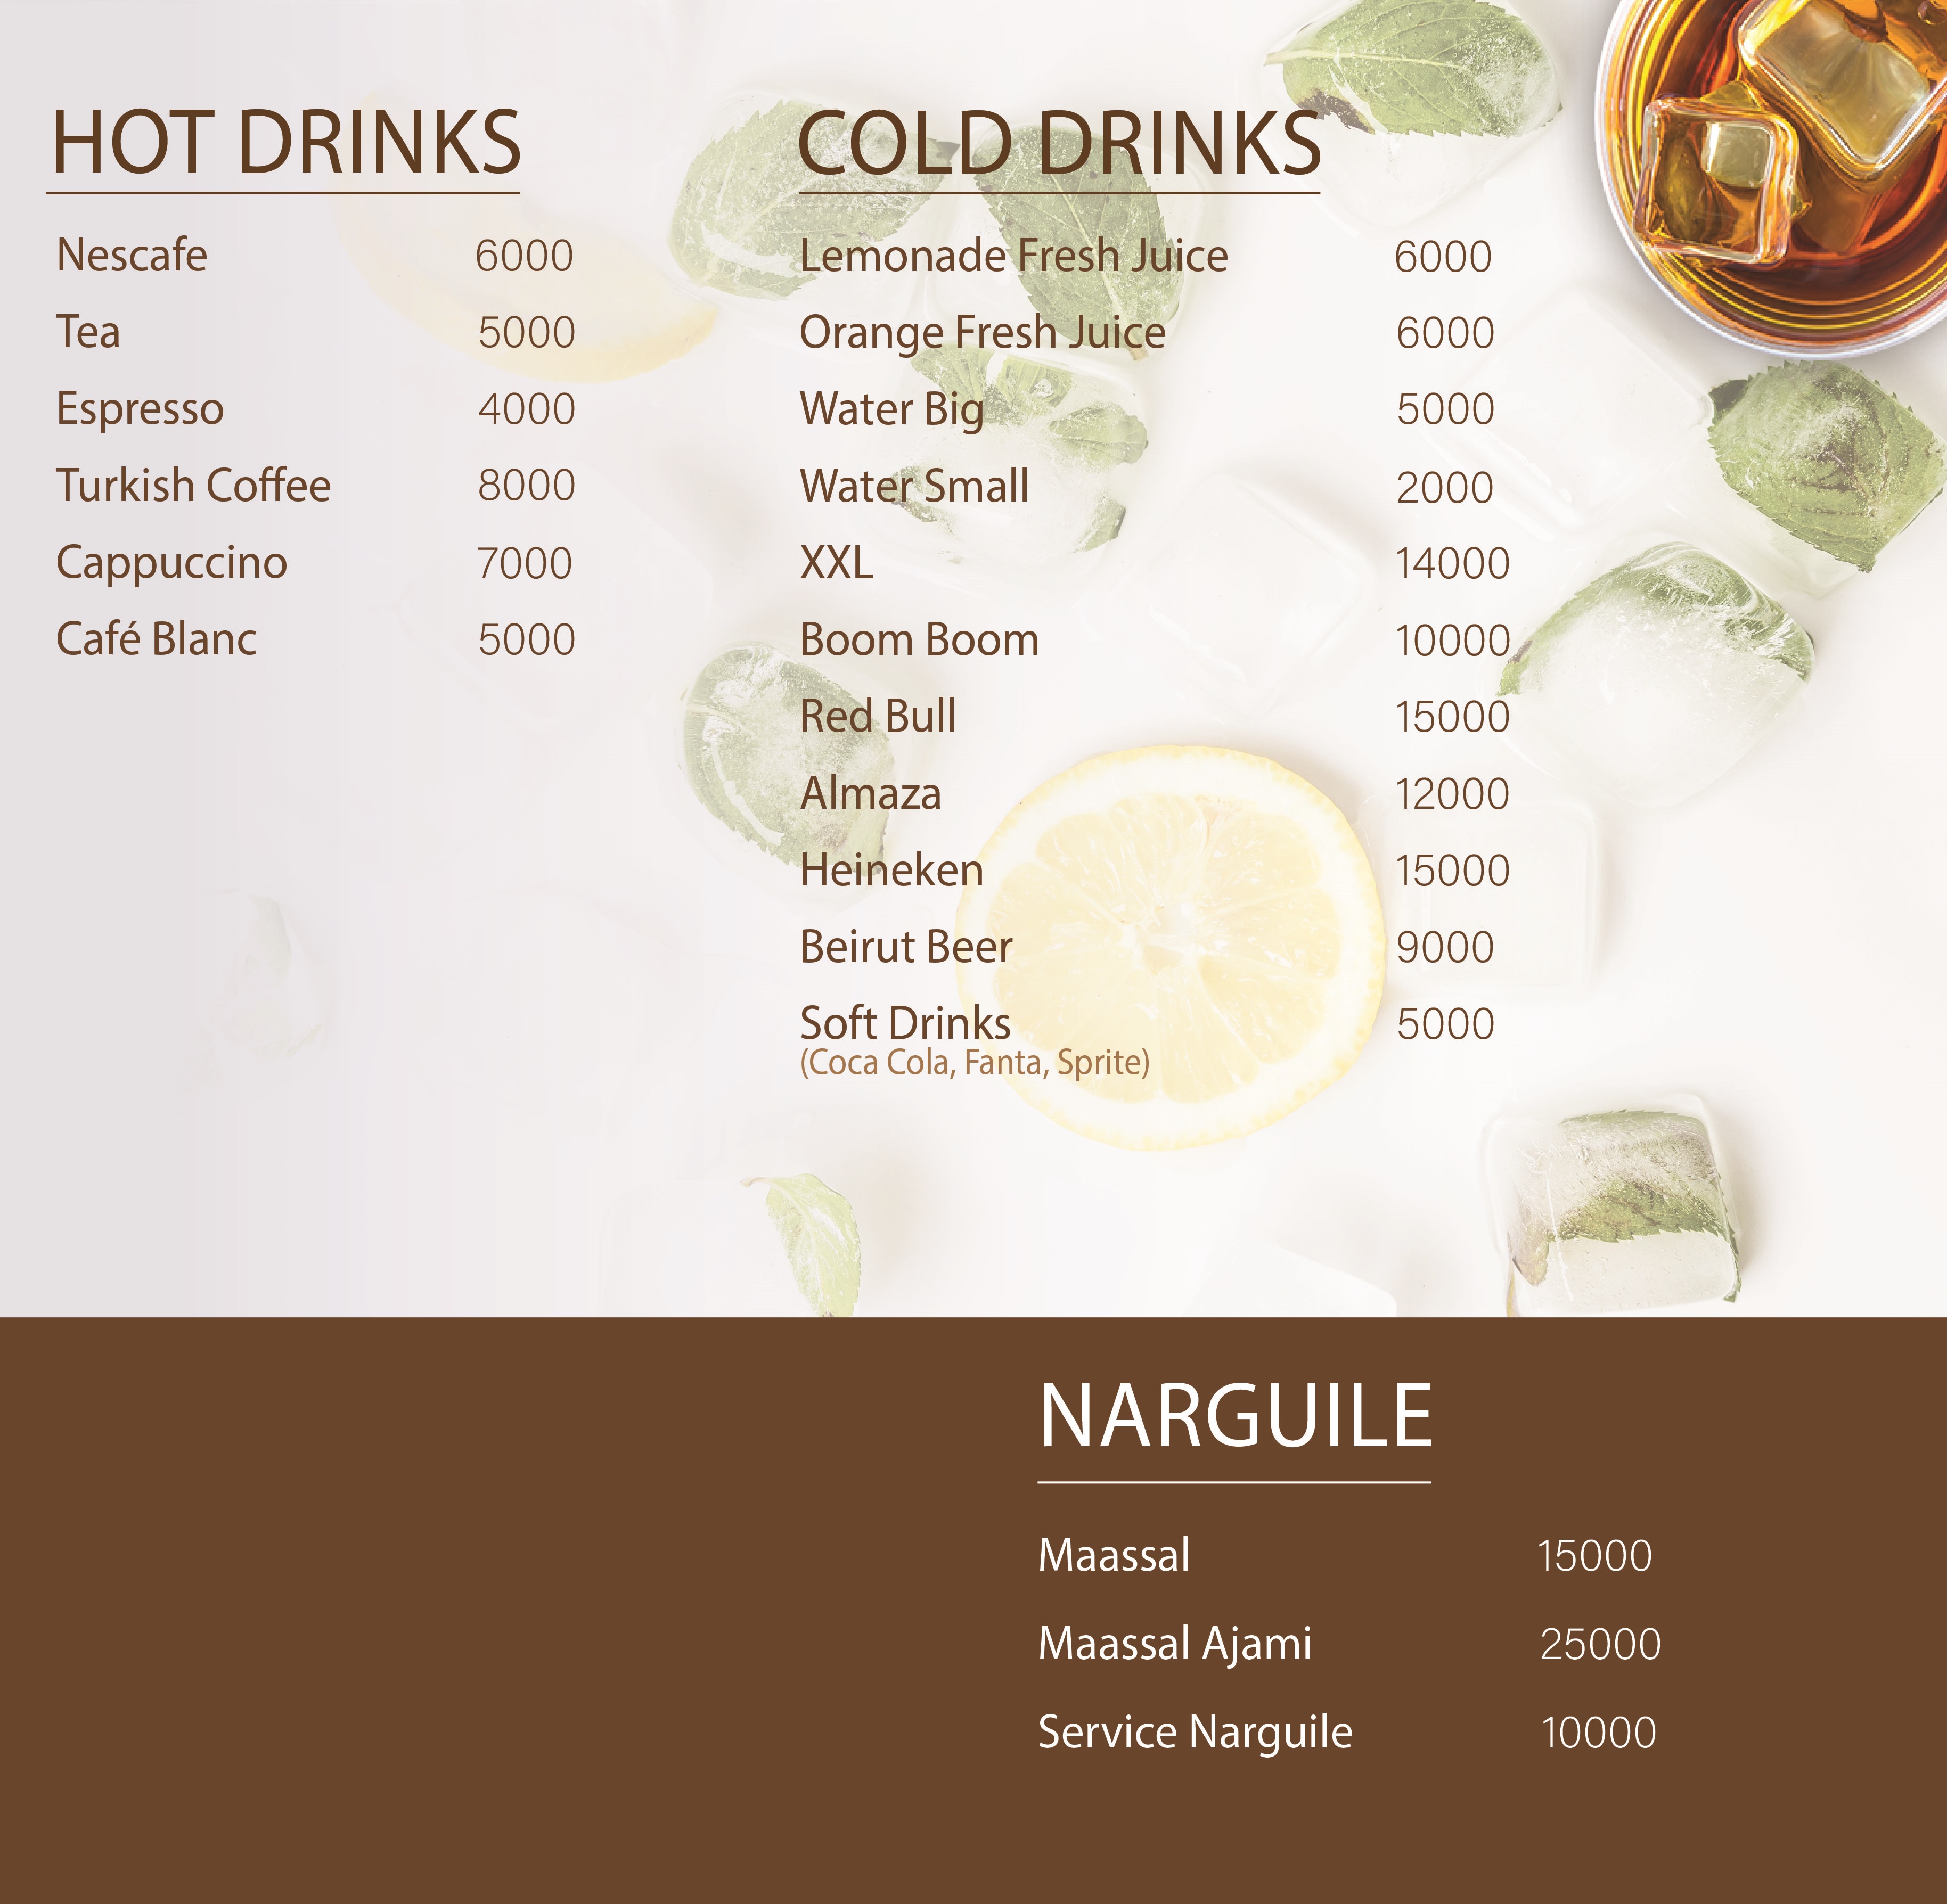 HOT DRINKS
Nescafe 6000
Tea 5000
Espresso 4000
Turkish Coffee 8000
Cappuccino 7000
Café Blanc 5000
COLD DRINKS
Lemonade Fresh Juice 6000
Orange Fresh Juice 6000
Water Big 5000
Water Small 2000
XXL 14000
Boom Boom 10000
Red Bull 15000
Almaza 12000
Heineken 15000
Beirut Beer 9000
Soft Drinks 5000
(Coca Cola, Fanta, Sprite)
NARGUILE
Maassal 15000
Maassal Ajami 25000
Service Narguile 10000